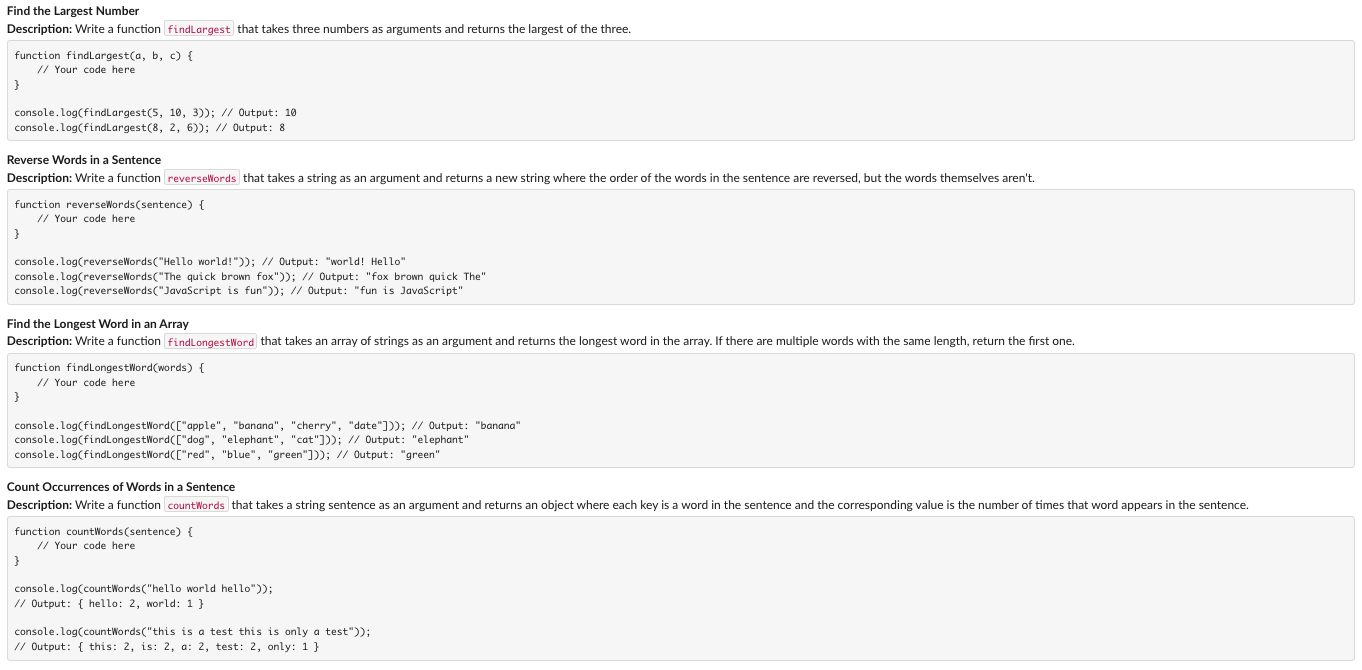 Find the Largest Number
Description: Write a function findLargest that takes three numbers as arguments and returns the largest of the three.
function findLargest(a, b, c) {
    // Your code here
}

console.log(findLargest(5, 10, 3)); // Output: 10
console.log(findLargest(8, 2, 6)); // Output: 8
Reverse Words in a Sentence
Description: Write a function reverseWords that takes a string as an argument and returns a new string where the order of the words in the sentence are reversed, but the words themselves aren't.
function reverseWords(sentence) {
    // Your code here
}

console.log(reverseWords("Hello world!")); // Output: "world! Hello"
console.log(reverseWords("The quick brown fox")); // Output: "fox brown quick The"
console.log(reverseWords("JavaScript is fun")); // Output: "fun is JavaScript"
Find the Longest Word in an Array
Description: Write a function findLongestWord that takes an array of strings as an argument and returns the longest word in the array. If there are multiple words with the same length, return the first one.
function findLongestWord(words) {
    // Your code here
}

console.log(findLongestWord(["apple", "banana", "cherry", "date"])); // Output: "banana"
console.log(findLongestWord(["dog", "elephant", "cat"])); // Output: "elephant"
console.log(findLongestWord(["red", "blue", "green"])); // Output: "green"
Count Occurrences of Words in a Sentence
Description: Write a function countWords that takes a string sentence as an argument and returns an object where each key is a word in the sentence and the corresponding value is the number of times that word appears in the sentence.
function countWords(sentence) {
    // Your code here
}

console.log(countWords("hello world hello"));
// Output: { hello: 2, world: 1 }

console.log(countWords("this is a test this is only a test"));
// Output: { this: 2, is: 2, a: 2, test: 2, only: 1 }